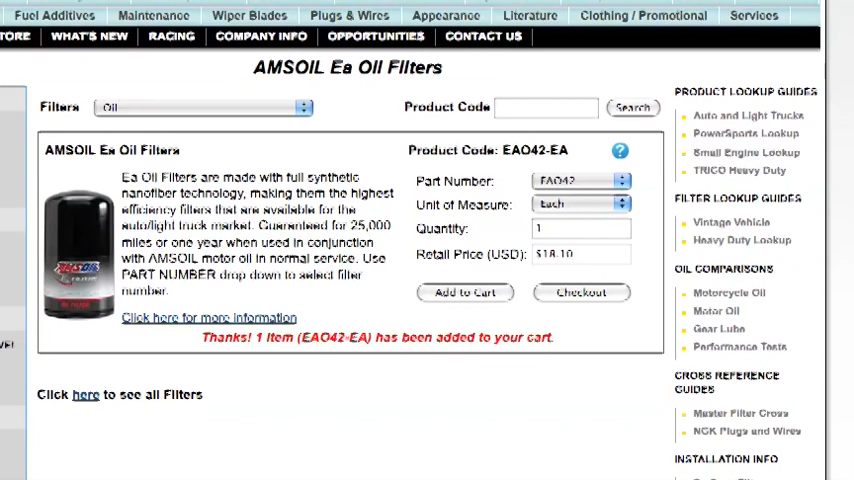 Fuel Additives Maintenance Wiper Blades Plugs & Wires Appearance Literature Clothing / Promotional Services
TORE WHAT'S NEW RACING COMPANY INFO OPPORTUNITIES CONTACT US
AMSOIL Ea Oil Filters
Filters Oil Product Code Search
AMSOIL Ea Oil Filters
Ea Oil Filters are made with full synthetic
nanofiber technology, making them the highest
efficiency filters that are available for the
auto/light truck market. Guaranteed for 25,000
miles or one year when used in conjunction
with AMSOIL motor oil in normal service. Use
PART NUMBER drop down to select filter
number.
Click here for more information
AMSOIL
Product Code: EAO42-EA ?
Part Number: EAO42
Unit of Measure: Each
Quantity: 1
Retail Price (USD): $18.10
Add to Cart Checkout
Thanks! 1 Item (EAO42-EA) has been added to your cart.
VE!
Click here to see all Filters
PRODUCT LOOKUP GUIDES
Auto and Light Trucks
PowerSports Lookup
Small Engine Lookup
TRICO Heavy Duty
FILTER LOOKUP GUIDES
Vintage Vehicle
Heavy Duty Lookup
OIL COMPARISONS
Motorcycle Oil
Motor Oil
Gear Lube
Performance Tests
CROSS REFERENCE
GUIDES
Master Filter Cross
NGK Plugs and Wires
INSTALLATION INFO